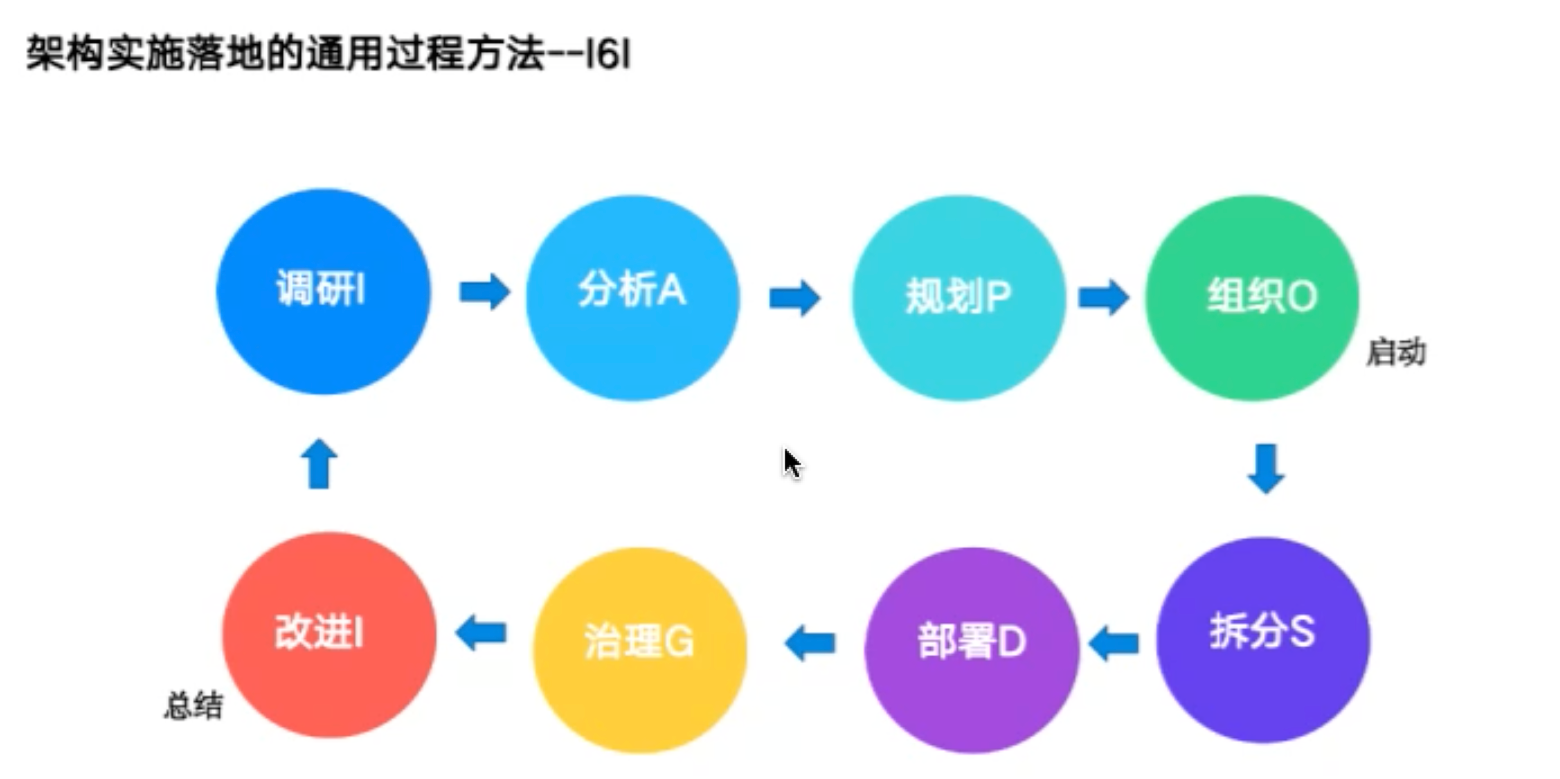 架构实施落地的通用过程方法--I6I
调研I
分析A
规划P
组织O
启动
改进I
治理G
部署D
拆分S
总结